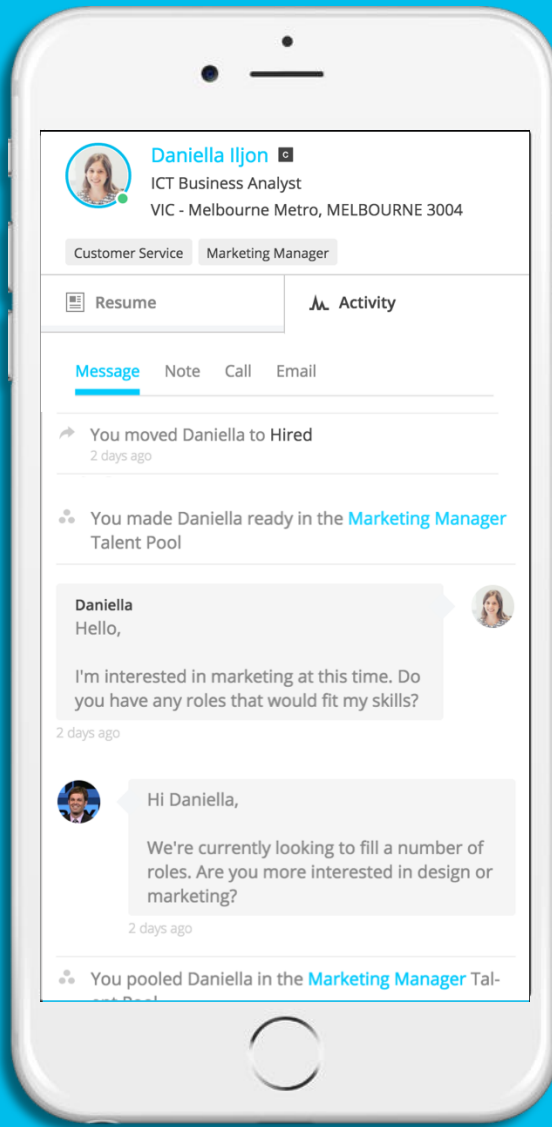 Daniella Iljon C
ICT Business Analyst
VIC - Melbourne Metro, MELBOURNE 3004
Customer Service Marketing Manager
Resume Activity
Message Note Call Email
You moved Daniella to Hired
2 days ago
You made Daniella ready in the Marketing Manager
Talent Pool
Daniella
Hello,
I'm interested in marketing at this time. Do
you have any roles that would fit my skills?
2 days ago
Hi Daniella,
We're currently looking to fill a number of
roles. Are you more interested in design or
marketing?
2 days ago
You pooled Daniella in the Marketing Manager Tal-
ent Pool